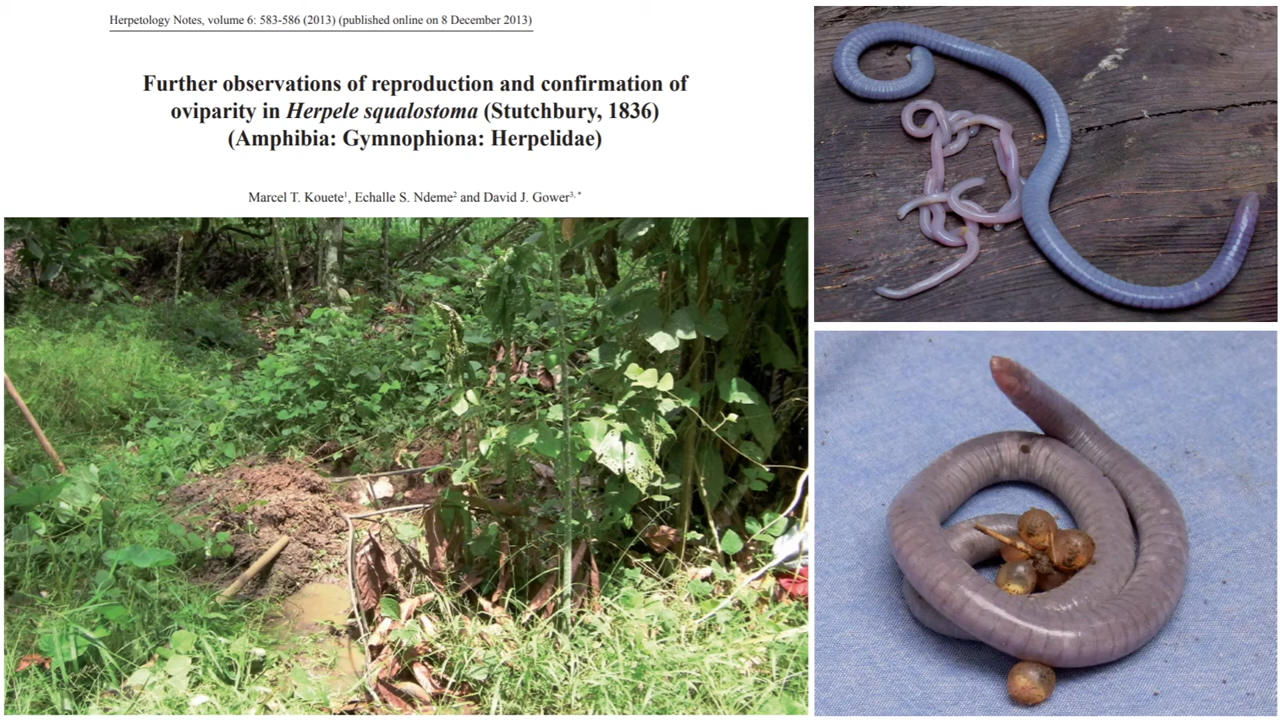 Herpetology Notes, volume 6: 583-586 (2013) (published online on 8 December 2013)
Further observations of reproduction and confirmation of
oviparity in Herpele squalostoma (Stutchbury, 1836)
(Amphibia: Gymnophiona: Herpelidae)
Marcel T. Kouete¹, Echalle S. Ndeme² and David J. Gower³,*